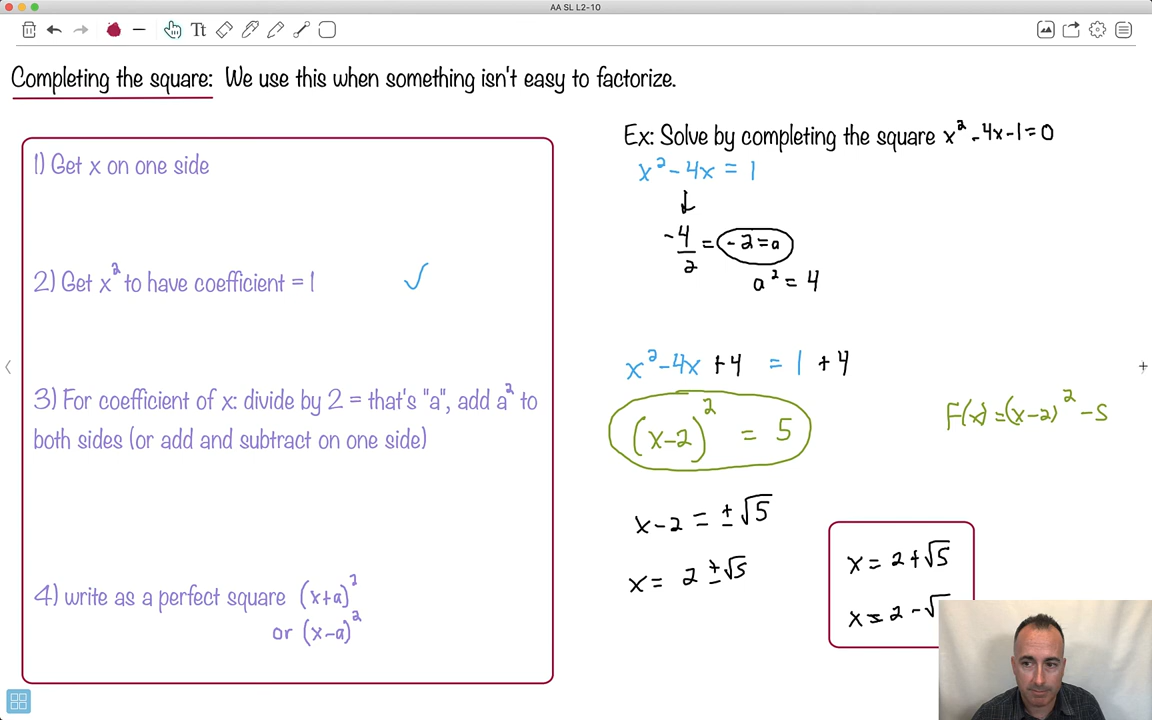 AA SL L2-10
Tt
Completing the square: We use this when something isn't easy to factorize.
1) Get x on one side
2) Get x² to have coefficient = 1 ✓
3) For coefficient of x: divide by 2 = that's "a", add a² to
both sides (or add and subtract on one side)
4) write as a perfect square (x+a)²
or (x-a)²
Ex: Solve by completing the square x² - 4x - 1 = 0
x² - 4x = 1
↓
-4/2 = -2 = a
a² = 4
x² - 4x + 4 = 1 + 4
(x-2)² = 5
F(x) = (x-2)² - 5
x - 2 = ± √5
x = 2 ± √5
x = 2 + √5
x = 2 - √